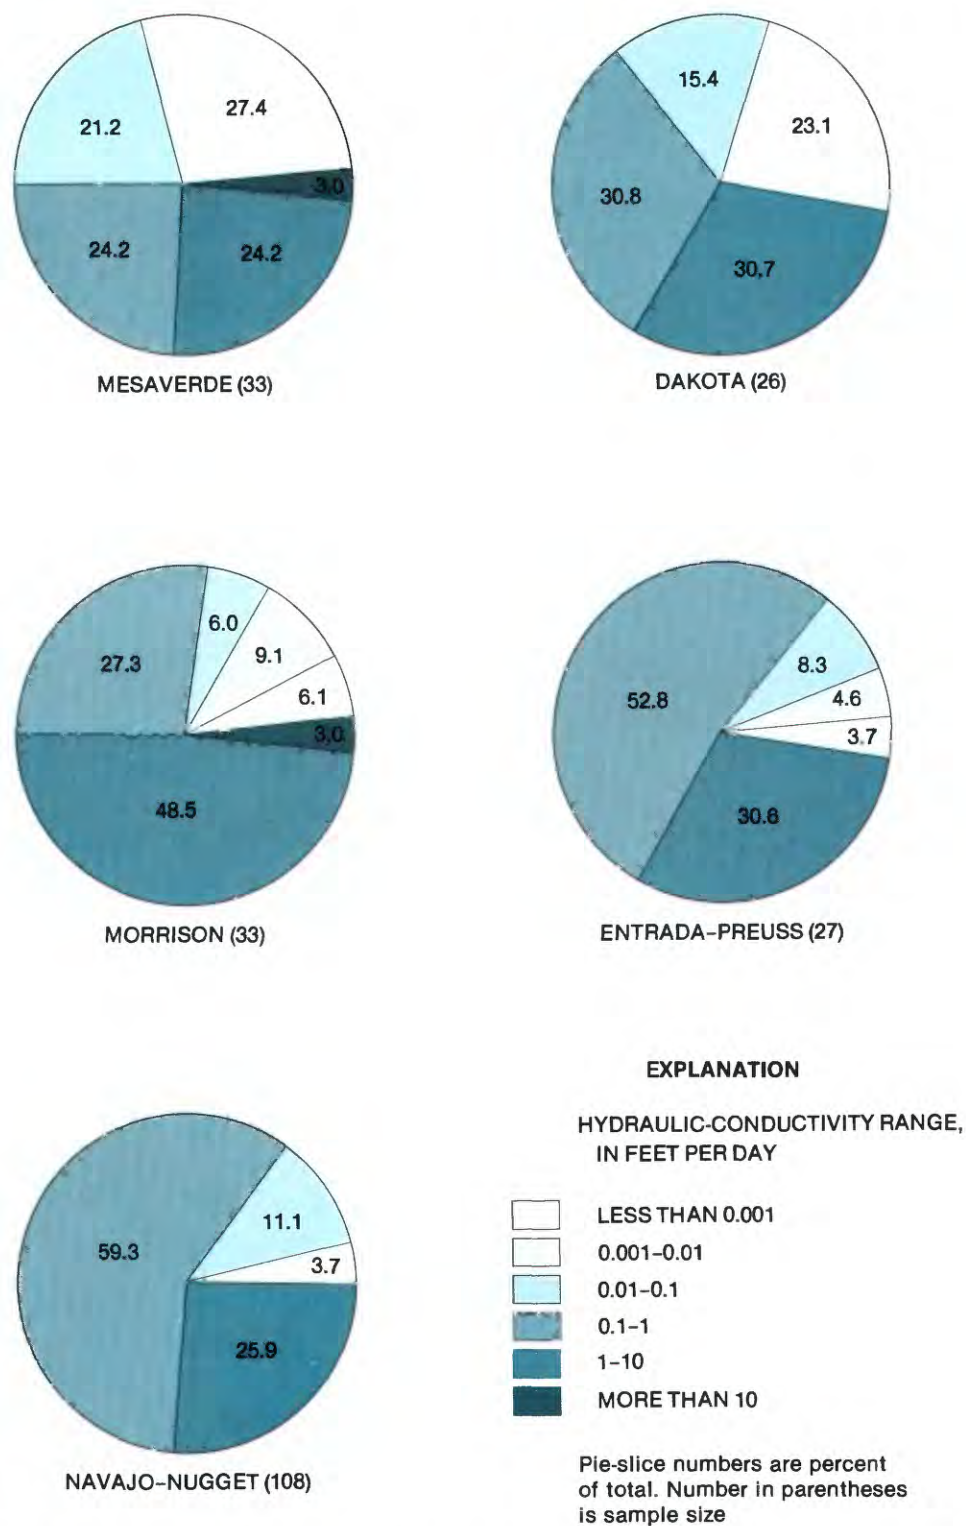 27.4
21.2
3.0
24.2
24.2
MESAVERDE (33)
15.4
23.1
30.8
30.7
DAKOTA (26)
6.0
9.1
27.3
6.1
3.0
48.5
MORRISON (33)
8.3
52.8
4.6
3.7
30.6
ENTRADA-PREUSS (27)
11.1
59.3
3.7
25.9
NAVAJO-NUGGET (108)
EXPLANATION
HYDRAULIC-CONDUCTIVITY RANGE,
IN FEET PER DAY
LESS THAN 0.001
0.001-0.01
0.01-0.1
0.1-1
1-10
MORE THAN 10
Pie-slice numbers are percent
of total. Number in parentheses
is sample size